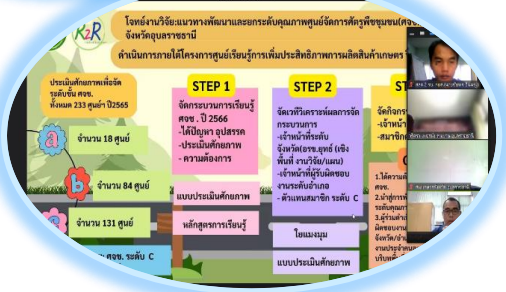 K2R
โจทย์งานวิจัย:แนวทางพัฒนาและยกระดับคุณภาพศูนย์จัดการศัตรูพืชชุมชน(ศจช.
จังหวัดอุบลราชธานี
ดำเนินการภายใต้โครงการศูนย์เรียนรู้การเพิ่มประสิทธิภาพการผลิตสินค้าเกษตร
ประเมินศักยภาพเพื่อจัด
ระดับชั้น ศจช.
ทั้งหมด 233 ศูนย์ฯ ปี2565
a
จำนวน 18 ศูนย์
b
จำนวน 84 ศูนย์
c
จำนวน 131 ศูนย์
ศจช. ระดับ C
STEP 1
จัดกระบวนการเรียนรู้
ศจช. ปี 2566
-ได้ปัญหา อุปสรรค
-ประเมินศักยภาพ
- ความต้องการ
แบบประเมินศักยภาพ
หลักสูตรการเรียนรู้
STEP 2
จัดเวทีวิเคราะห์ผลการจัด
กระบวนการ
-เจ้าหน้าที่ระดับ
จังหวัด(อรช.ยุทธ์ (เชิง
พื้นที่ งานวิจัย/แผน)
-เจ้าหน้าที่ผู้รับผิดชอบ
งานระดับอำเภอ
- ตัวแทนสมาชิก ระดับ C
ใยแมงมุม
แบบประเมินศักยภาพ
ST
จัดกิจกร
-เจ้าหน้า
-สมาชิก
ศจช.